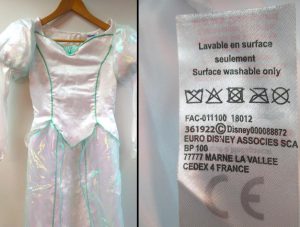 Lavable en surface
seulement
Surface washable only
FAC-011100 18012
361922©Disney000088872
EURO DISNEY ASSOCIES SCA
BP 100
77777 MARNE LA VALLEE
CEDEX 4 FRANCE
CE